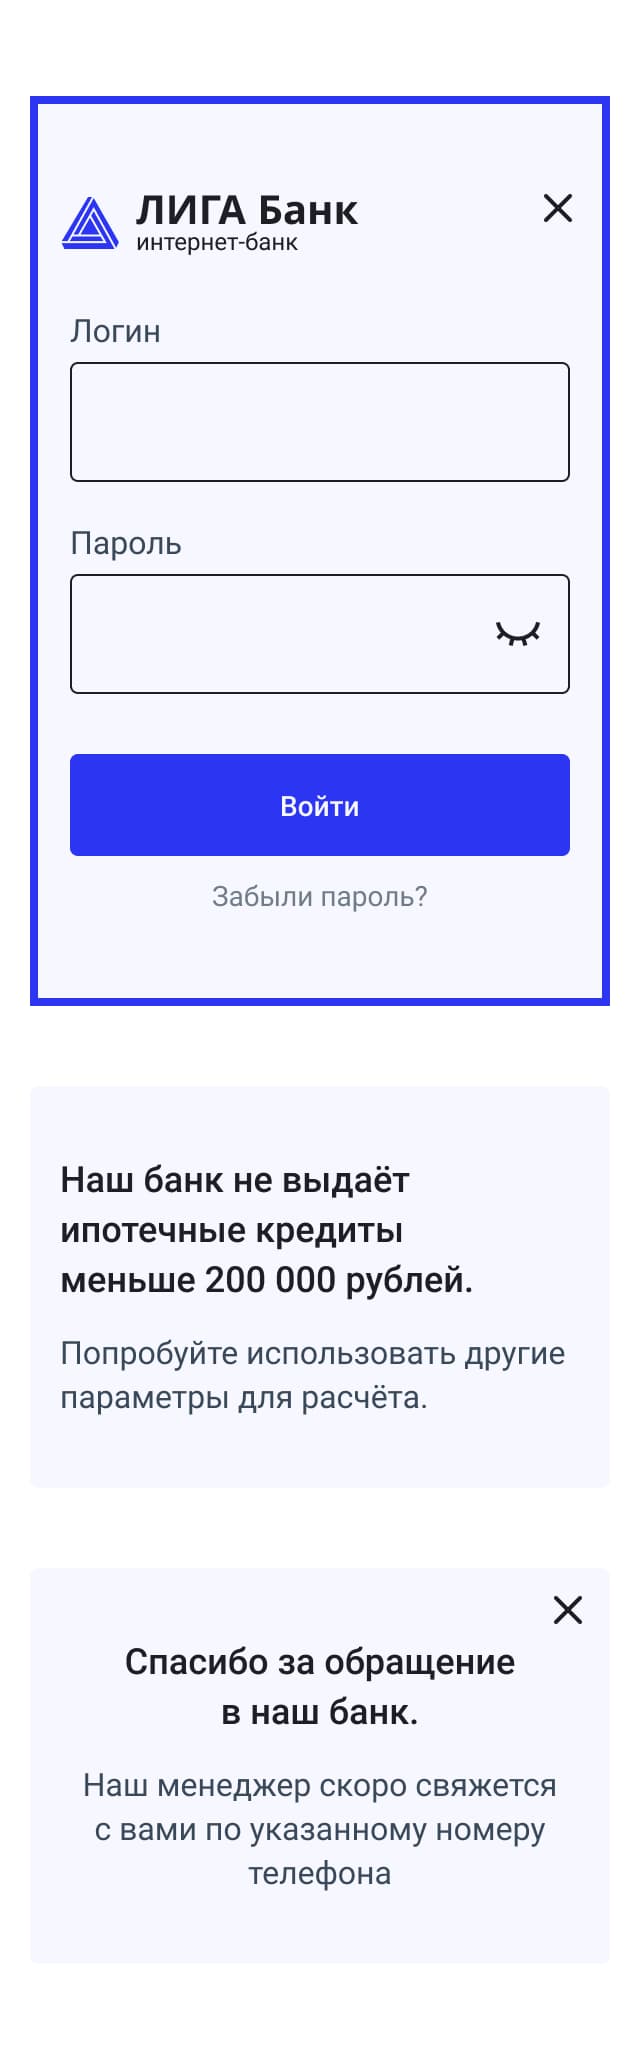 ЛИГА Банк
интернет-банк
Логин
Пароль
Войти
Забыли пароль?
Наш банк не выдаёт
ипотечные кредиты
меньше 200 000 рублей.
Попробуйте использовать другие
параметры для расчёта.
Спасибо за обращение
в наш банк.
Наш менеджер скоро свяжется
с вами по указанному номеру
телефона